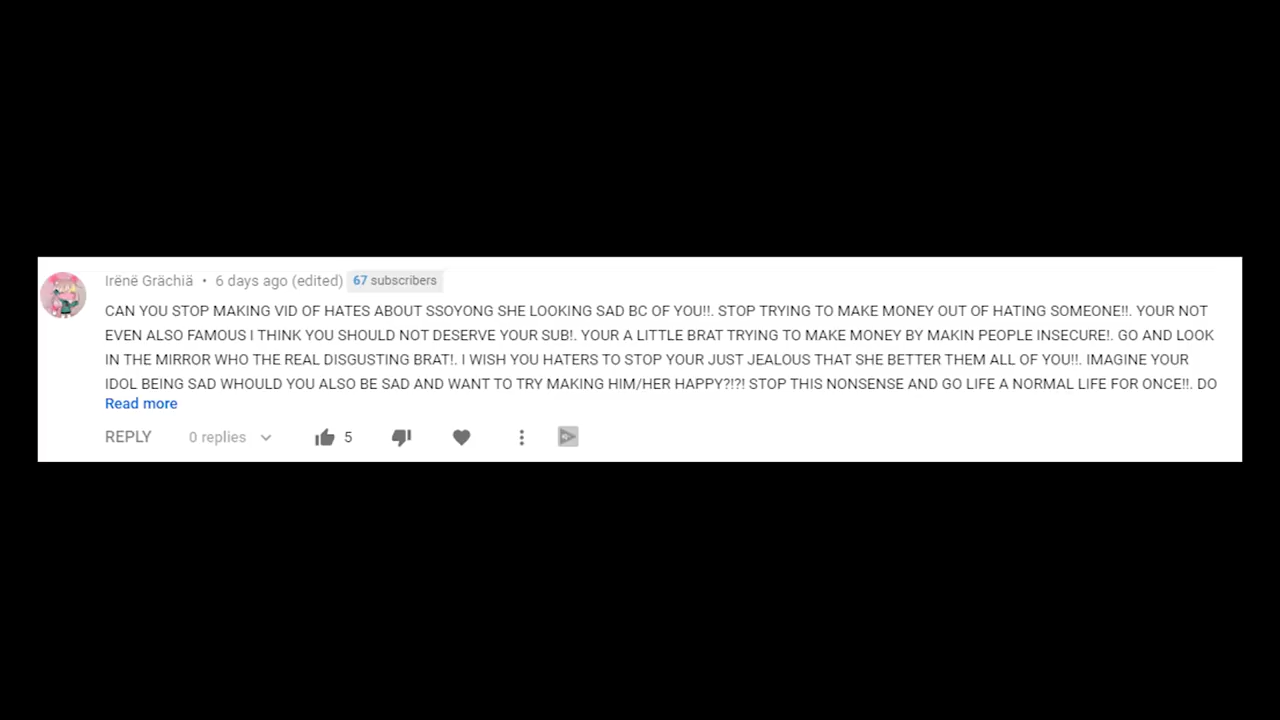 Irënë Grächiä • 6 days ago (edited) 67 subscribers
CAN YOU STOP MAKING VID OF HATES ABOUT SSOYONG SHE LOOKING SAD BC OF YOU!!. STOP TRYING TO MAKE MONEY OUT OF HATING SOMEONE!!. YOUR NOT
EVEN ALSO FAMOUS I THINK YOU SHOULD NOT DESERVE YOUR SUB!. YOUR A LITTLE BRAT TRYING TO MAKE MONEY BY MAKIN PEOPLE INSECURE!. GO AND LOOK
IN THE MIRROR WHO THE REAL DISGUSTING BRAT!. I WISH YOU HATERS TO STOP YOUR JUST JEALOUS THAT SHE BETTER THEM ALL OF YOU!!. IMAGINE YOUR
IDOL BEING SAD WHOULD YOU ALSO BE SAD AND WANT TO TRY MAKING HIM/HER HAPPY?!?! STOP THIS NONSENSE AND GO LIFE A NORMAL LIFE FOR ONCE!!. DO
Read more
REPLY 0 replies 5